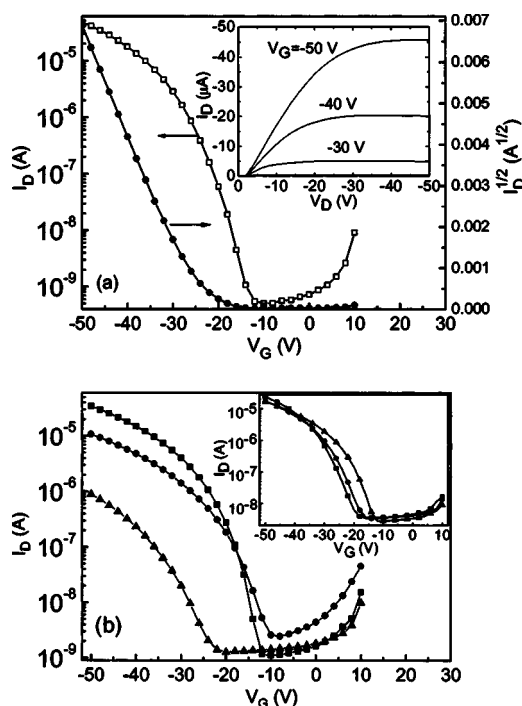 (a)
I_D (A)
10^-5
10^-6
10^-7
10^-8
10^-9
-50 -40 -30 -20 -10 0 10 20 30
V_G (V)
I_D^1/2 (A^1/2)
0.007
0.006
0.005
0.004
0.003
0.002
0.001
0.000
I_D (μA)
-50
-40
-30
-20
-10
0
0 -10 -20 -30 -40 -50
V_D (V)
V_G=-50 V
-40 V
-30 V
(b)
I_D (A)
10^-5
10^-6
10^-7
10^-8
10^-9
-50 -40 -30 -20 -10 0 10 20 30
V_G (V)
I_D (A)
10^-5
10^-6
10^-7
10^-8
-50 -40 -30 -20 -10 0 10
V_G (V)